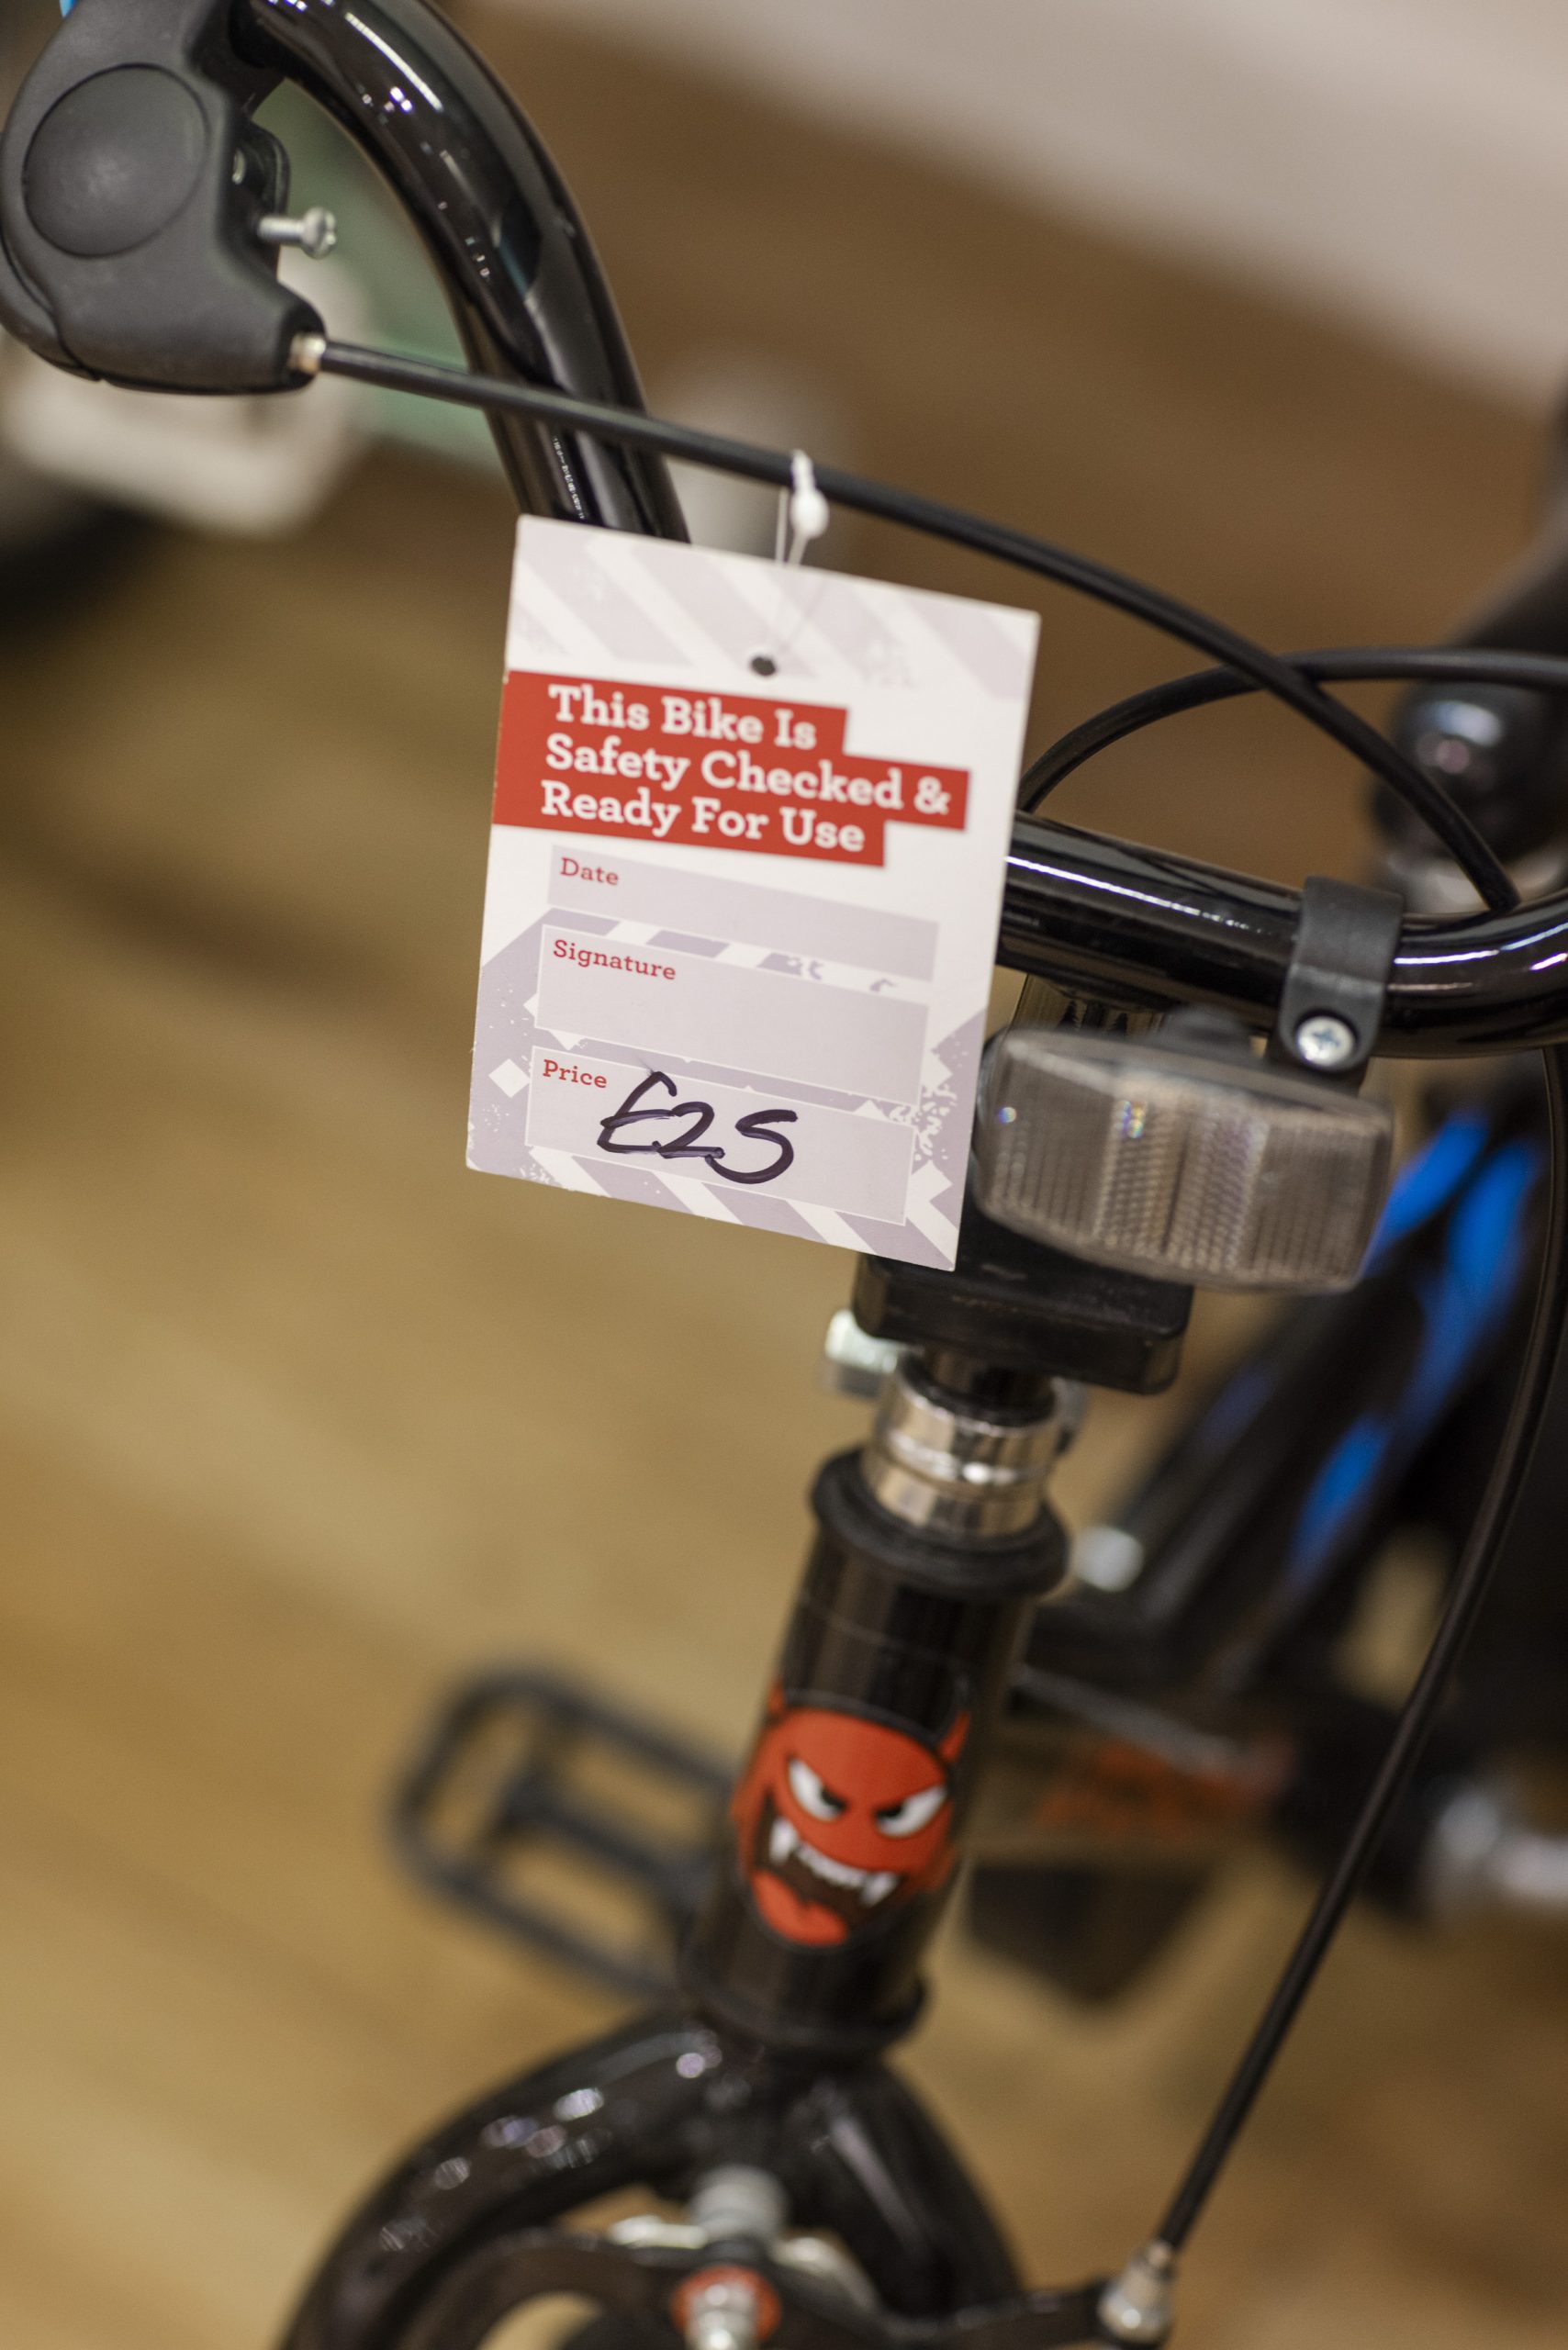 This Bike Is
Safety Checked &
Ready For Use
Date
Signature
Price £25